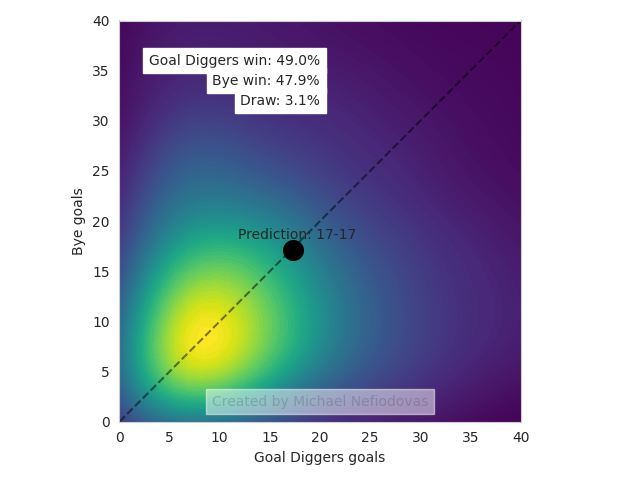 40
35
30
25
20
15
10
5
0
Bye goals
Goal Diggers win: 49.0%
Bye win: 47.9%
Draw: 3.1%
Prediction: 17-17
Created by Michael Nefiodovas
0 5 10 15 20 25 30 35 40
Goal Diggers goals